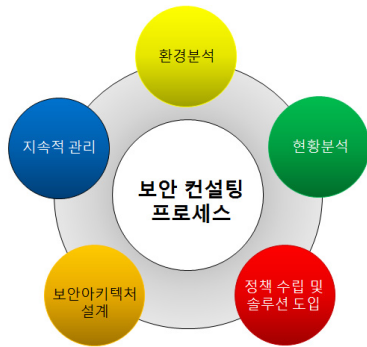 환경분석
지속적 관리
현황분석
보안 컨설팅
프로세스
보안아키텍처
설계
정책 수립 및
솔루션 도입